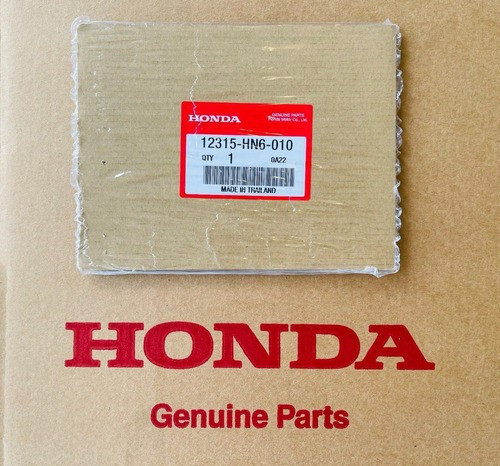 HONDA
GENUINE PARTS
Honda Motor Co., Ltd.
12315-HN6-010
QTY 1 0A22
MADE IN THAILAND
HONDA
Genuine Parts